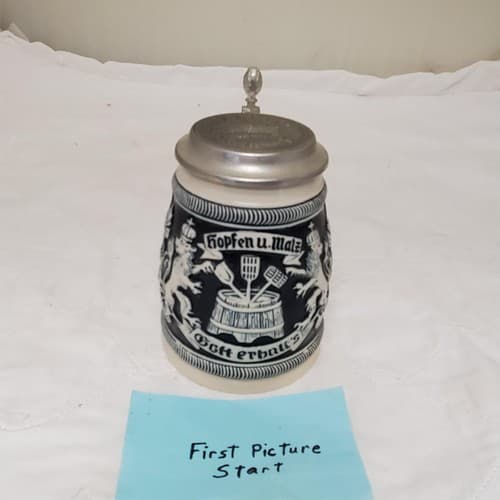 Hopfen u. Malz
Gott erhalt's
First Picture
Start